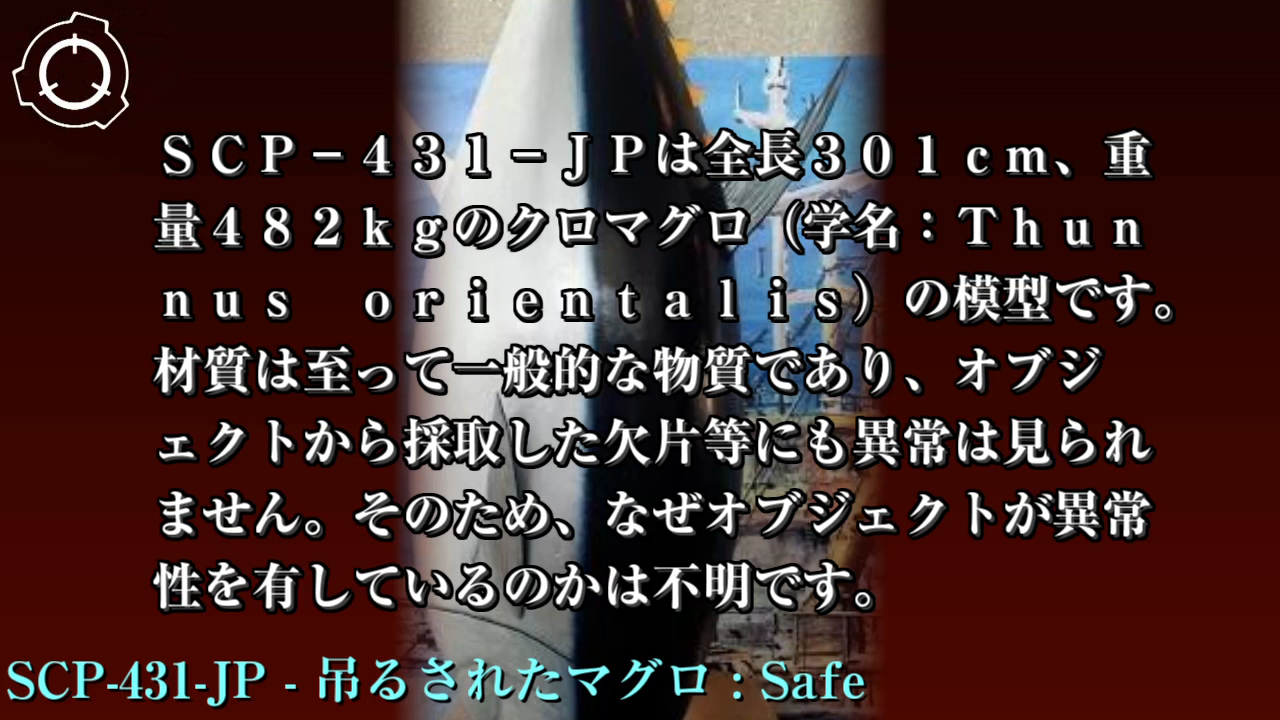 ＳＣＰ－４３１－ＪＰは全長３０１ｃｍ、重
量４８２ｋｇのクロマグロ（学名：Ｔｈｕｎ
ｎｕｓ　ｏｒｉｅｎｔａｌｉｓ）の模型です。
材質は至って一般的な物質であり、オブジ
ェクトから採取した欠片等にも異常は見られ
ません。そのため、なぜオブジェクトが異常
性を有しているのかは不明です。
SCP-431-JP - 吊るされたマグロ : Safe